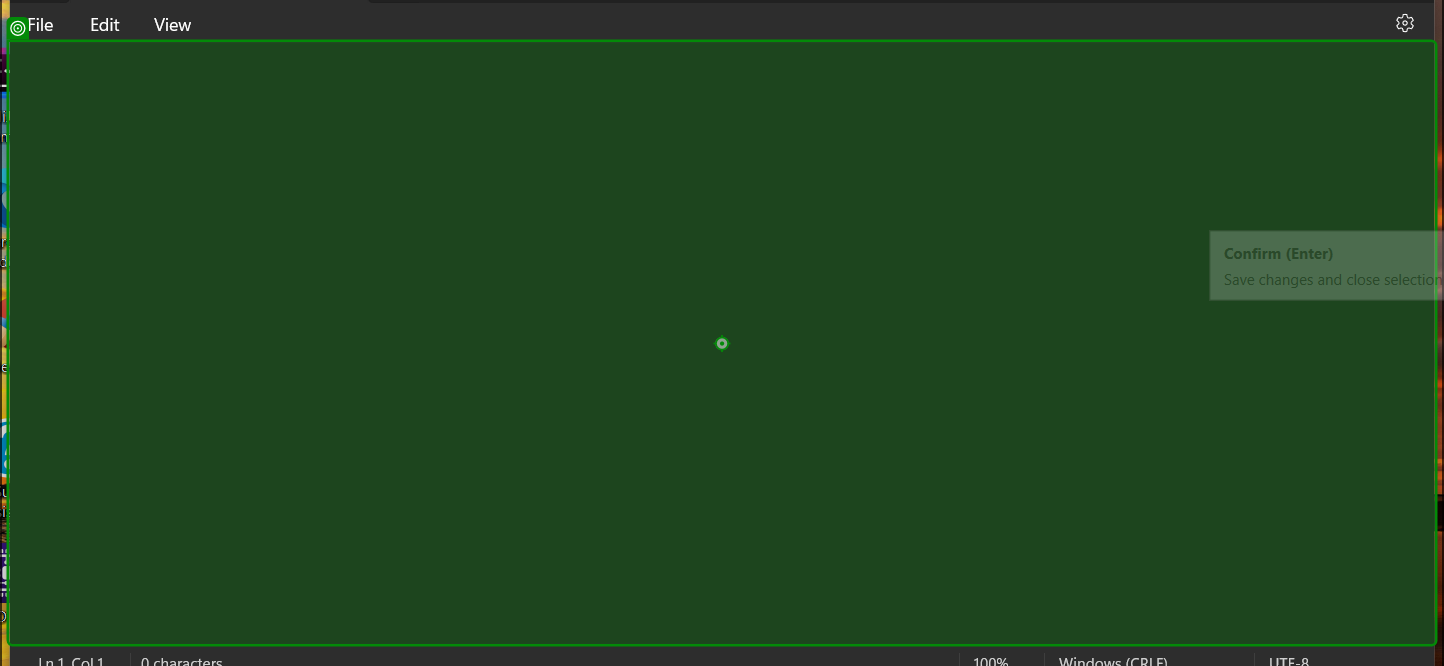 File Edit View
Confirm (Enter)
Save changes and close selection
Ln 1, Col 1 0 characters 100% Windows (CRLF) UTF-8